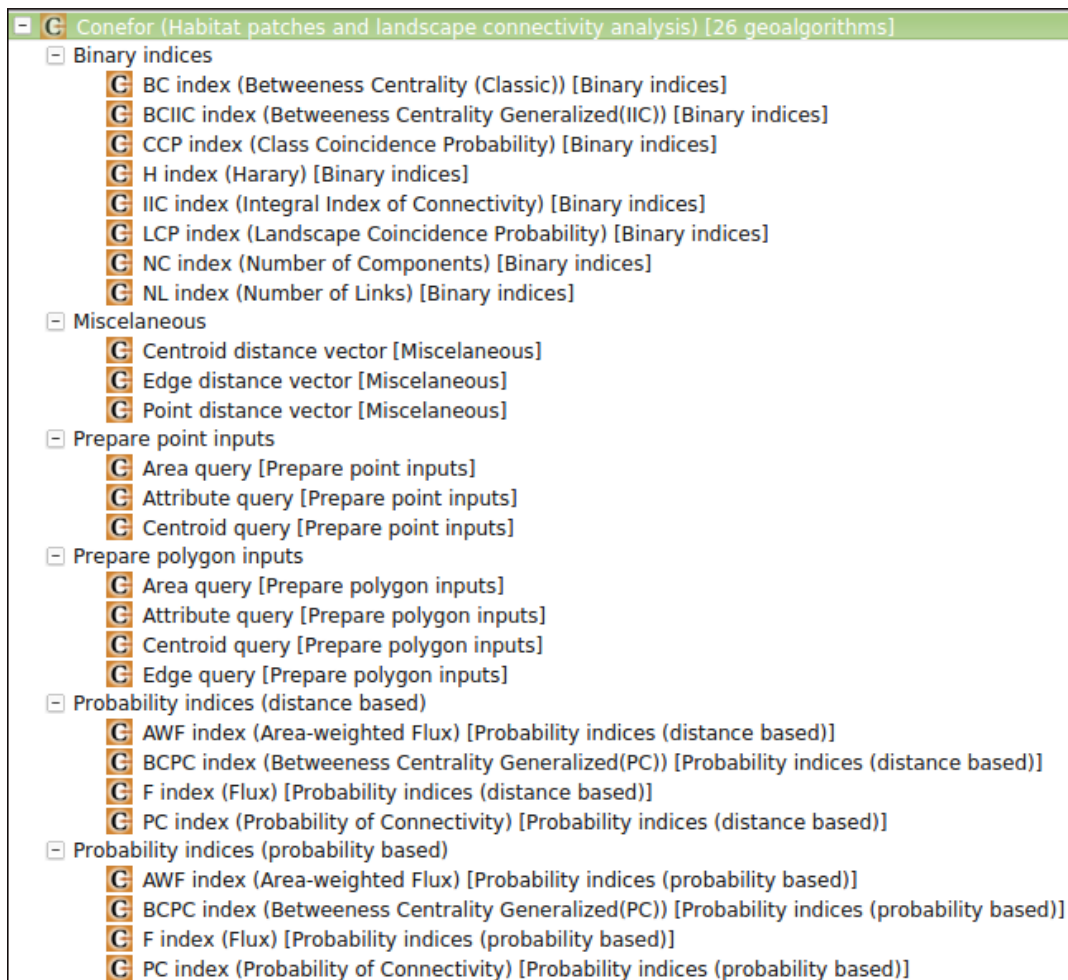 Conefor (Habitat patches and landscape connectivity analysis) [26 geoalgorithms]
Binary indices
BC index (Betweeness Centrality (Classic)) [Binary indices]
BCIIC index (Betweeness Centrality Generalized(IIC)) [Binary indices]
CCP index (Class Coincidence Probability) [Binary indices]
H index (Harary) [Binary indices]
IIC index (Integral Index of Connectivity) [Binary indices]
LCP index (Landscape Coincidence Probability) [Binary indices]
NC index (Number of Components) [Binary indices]
NL index (Number of Links) [Binary indices]
Miscelaneous
Centroid distance vector [Miscelaneous]
Edge distance vector [Miscelaneous]
Point distance vector [Miscelaneous]
Prepare point inputs
Area query [Prepare point inputs]
Attribute query [Prepare point inputs]
Centroid query [Prepare point inputs]
Prepare polygon inputs
Area query [Prepare polygon inputs]
Attribute query [Prepare polygon inputs]
Centroid query [Prepare polygon inputs]
Edge query [Prepare polygon inputs]
Probability indices (distance based)
AWF index (Area-weighted Flux) [Probability indices (distance based)]
BCPC index (Betweeness Centrality Generalized(PC)) [Probability indices (distance based)]
F index (Flux) [Probability indices (distance based)]
PC index (Probability of Connectivity) [Probability indices (distance based)]
Probability indices (probability based)
AWF index (Area-weighted Flux) [Probability indices (probability based)]
BCPC index (Betweeness Centrality Generalized(PC)) [Probability indices (probability based)]
F index (Flux) [Probability indices (probability based)]
PC index (Probability of Connectivity) [Probability indices (probability based)]